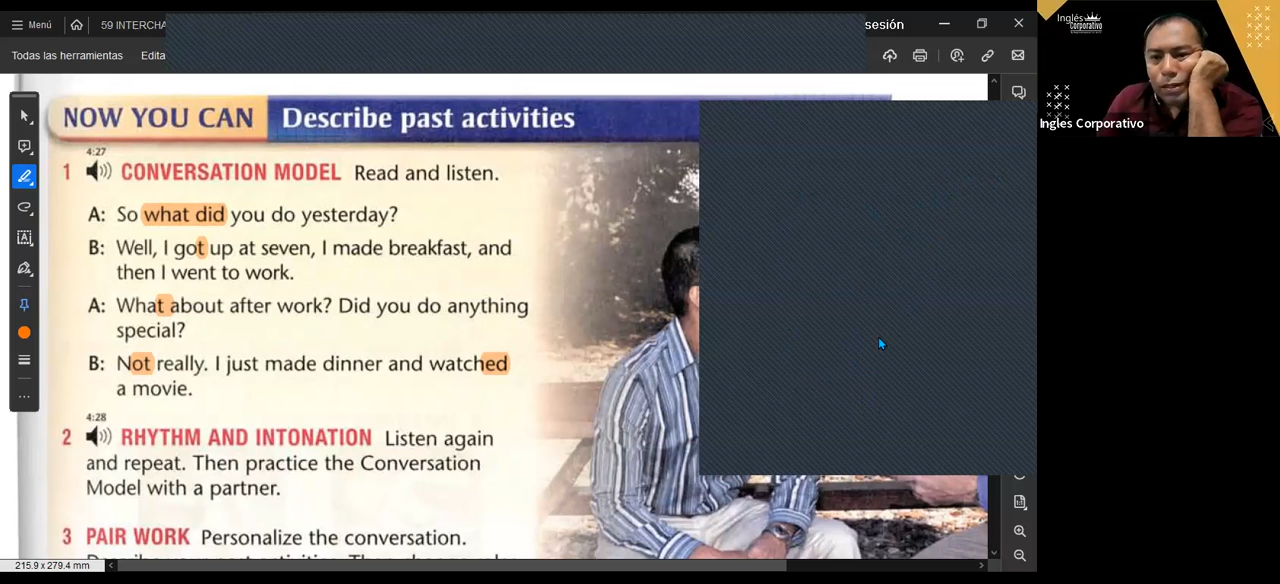 Menú
59 INTERCHA
sesión
Todas las herramientas
Edita
Inglés
Corporativo
Ingles Corporativo
NOW YOU CAN
Describe past activities
4:27
1 CONVERSATION MODEL Read and listen.
A: So what did you do yesterday?
B: Well, I got up at seven, I made breakfast, and
then I went to work.
A: What about after work? Did you do anything
special?
B: Not really. I just made dinner and watched
a movie.
4:28
2 RHYTHM AND INTONATION Listen again
and repeat. Then practice the Conversation
Model with a partner.
3 PAIR WORK Personalize the conversation.
215.9 x 279.4 mm